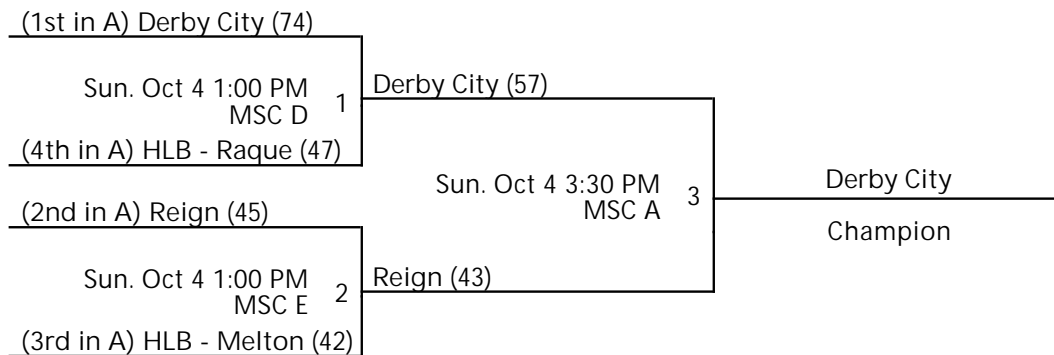 (1st in A) Derby City (74)
Sun. Oct 4 1:00 PM
MSC D
1
Derby City (57)
(4th in A) HLB - Raque (47)
Sun. Oct 4 3:30 PM
MSC A
3
Derby City
Champion
(2nd in A) Reign (45)
Sun. Oct 4 1:00 PM
MSC E
2
Reign (43)
(3rd in A) HLB - Melton (42)